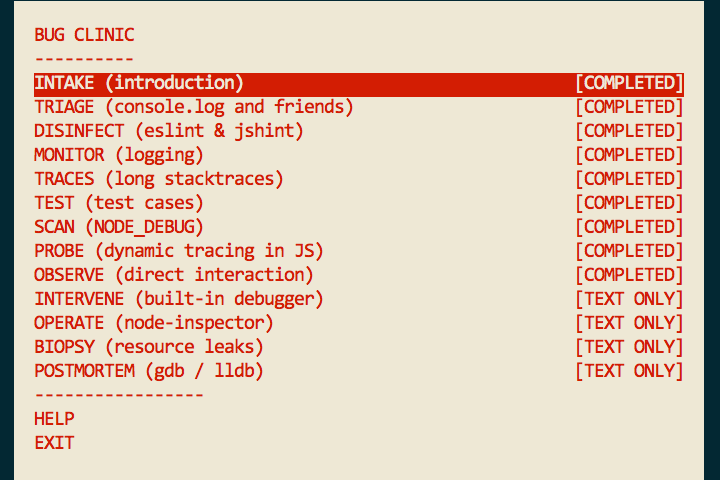 BUG CLINIC
----------
INTAKE (introduction) [COMPLETED]
TRIAGE (console.log and friends) [COMPLETED]
DISINFECT (eslint & jshint) [COMPLETED]
MONITOR (logging) [COMPLETED]
TRACES (long stacktraces) [COMPLETED]
TEST (test cases) [COMPLETED]
SCAN (NODE_DEBUG) [COMPLETED]
PROBE (dynamic tracing in JS) [COMPLETED]
OBSERVE (direct interaction) [COMPLETED]
INTERVENE (built-in debugger) [TEXT ONLY]
OPERATE (node-inspector) [TEXT ONLY]
BIOPSY (resource leaks) [TEXT ONLY]
POSTMORTEM (gdb / lldb) [TEXT ONLY]
-----------------
HELP
EXIT